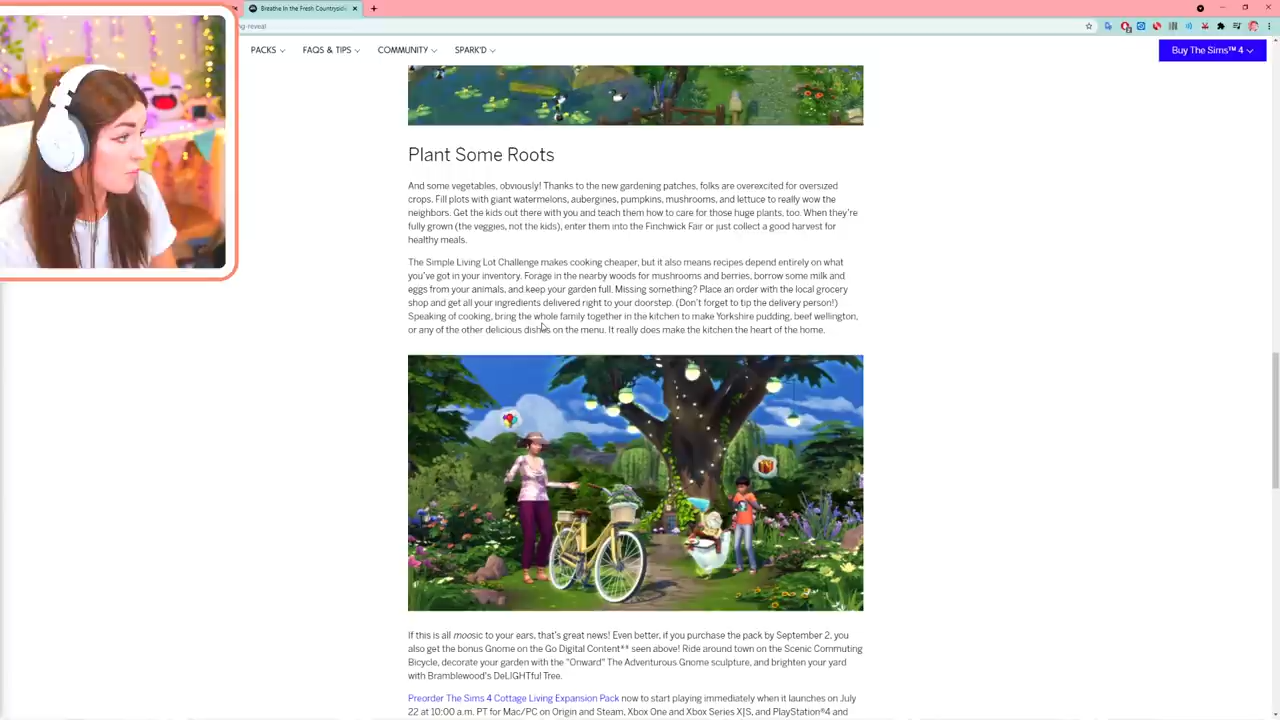 Breathe In the Fresh Countrysid
g-reveal
PACKS FAQS & TIPS COMMUNITY SPARK'D Buy The Sims™ 4
Plant Some Roots
And some vegetables, obviously! Thanks to the new gardening patches, folks are overexcited for oversized
crops. Fill plots with giant watermelons, aubergines, pumpkins, mushrooms, and lettuce to really wow the
neighbors. Get the kids out there with you and teach them how to care for those huge plants, too. When they're
fully grown (the veggies, not the kids), enter them into the Finchwick Fair or just collect a good harvest for
healthy meals.
The Simple Living Lot Challenge makes cooking cheaper, but it also means recipes depend entirely on what
you've got in your inventory. Forage in the nearby woods for mushrooms and berries, borrow some milk and
eggs from your animals, and keep your garden full. Missing something? Place an order with the local grocery
shop and get all your ingredients delivered right to your doorstep. (Don't forget to tip the delivery person!)
Speaking of cooking, bring the whole family together in the kitchen to make Yorkshire pudding, beef wellington,
or any of the other delicious dishes on the menu. It really does make the kitchen the heart of the home.
If this is all moosic to your ears, that's great news! Even better, if you purchase the pack by September 2, you
also get the bonus Gnome on the Go Digital Content** seen above! Ride around town on the Scenic Commuting
Bicycle, decorate your garden with the "Onward" The Adventurous Gnome sculpture, and brighten your yard
with Bramblewood's DeLIGHTful Tree.
Preorder The Sims 4 Cottage Living Expansion Pack now to start playing immediately when it launches on July
22 at 10:00 a.m. PT for Mac/PC on Origin and Steam, Xbox One and Xbox Series X|S, and PlayStation®4 and